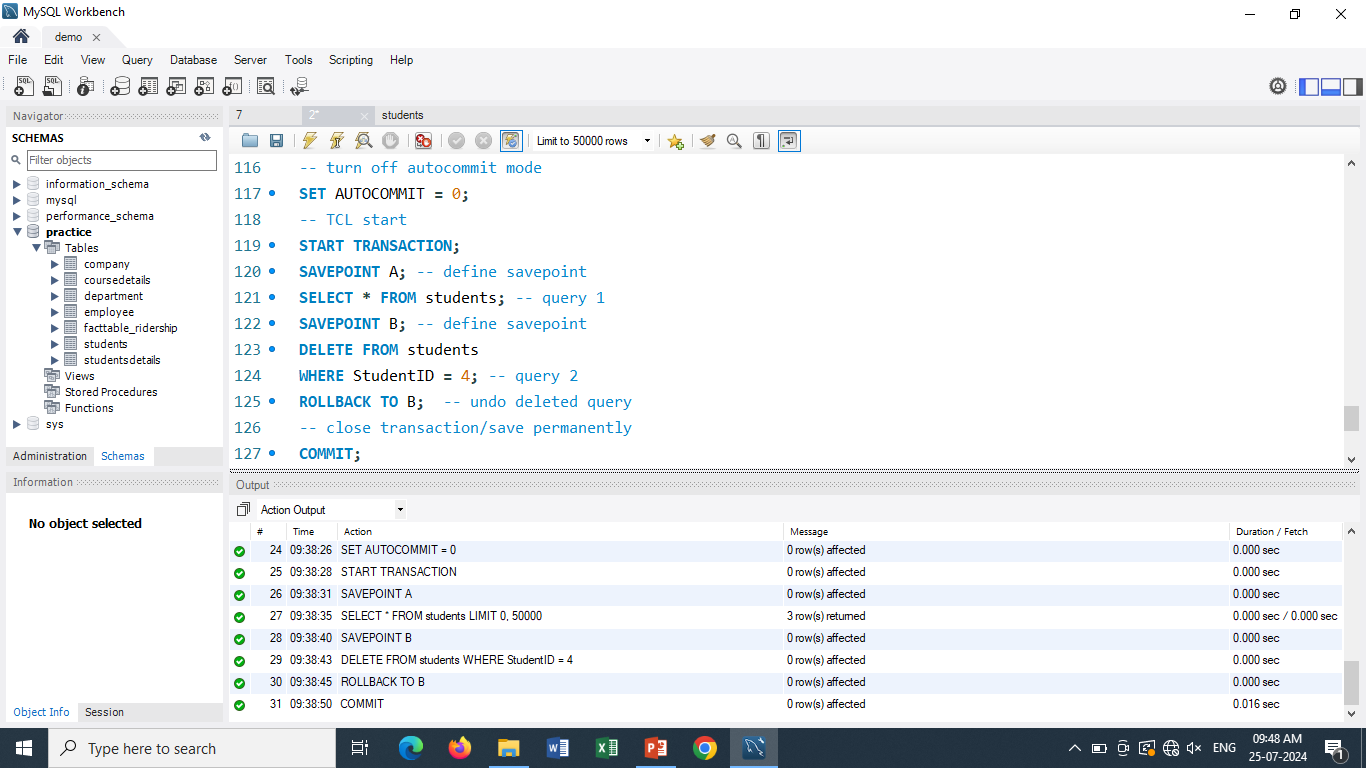 MySQL Workbench
demo
File Edit View Query Database Server Tools Scripting Help
Navigator
SCHEMAS
Filter objects
information_schema
mysql
performance_schema
practice
Tables
company
coursedetails
department
employee
facttable_ridership
students
studentsdetails
Views
Stored Procedures
Functions
sys
Administration Schemas
Information
No object selected
Object Info Session
7 2* students
Limit to 50000 rows
116 -- turn off autocommit mode
117 SET AUTOCOMMIT = 0;
118 -- TCL start
119 START TRANSACTION;
120 SAVEPOINT A; -- define savepoint
121 SELECT * FROM students; -- query 1
122 SAVEPOINT B; -- define savepoint
123 DELETE FROM students
124 WHERE StudentID = 4; -- query 2
125 ROLLBACK TO B; -- undo deleted query
126 -- close transaction/save permanently
127 COMMIT;
Output
Action Output
# Time Action Message Duration / Fetch
24 09:38:26 SET AUTOCOMMIT = 0 0 row(s) affected 0.000 sec
25 09:38:28 START TRANSACTION 0 row(s) affected 0.000 sec
26 09:38:31 SAVEPOINT A 0 row(s) affected 0.000 sec
27 09:38:35 SELECT * FROM students LIMIT 0, 50000 3 row(s) returned 0.000 sec / 0.000 sec
28 09:38:40 SAVEPOINT B 0 row(s) affected 0.000 sec
29 09:38:43 DELETE FROM students WHERE StudentID = 4 0 row(s) affected 0.000 sec
30 09:38:45 ROLLBACK TO B 0 row(s) affected 0.000 sec
31 09:38:50 COMMIT 0 row(s) affected 0.016 sec
Type here to search
ENG
09:48 AM
25-07-2024
1